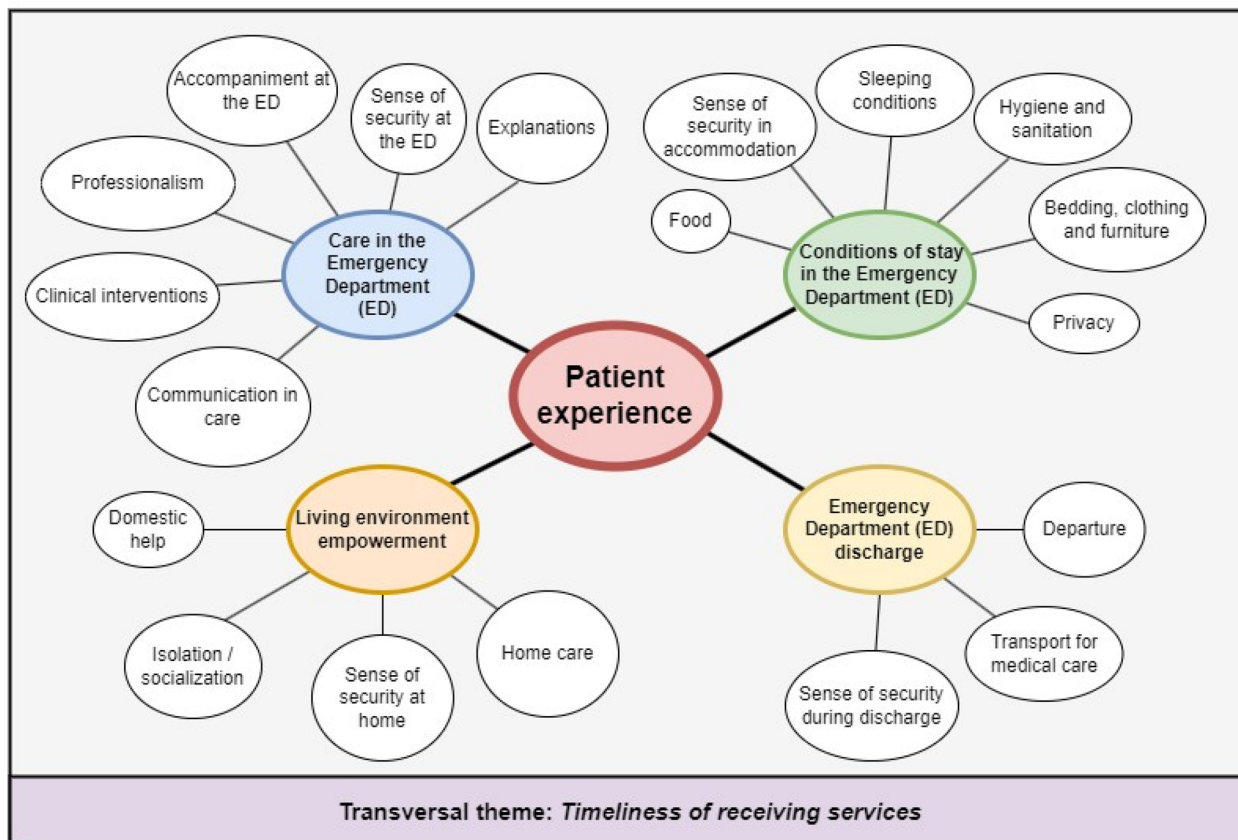 Accompaniment at
the ED
Sense of
security at
the ED
Explanations
Professionalism
Clinical interventions
Communication in
care
Care in the
Emergency
Department
(ED)
Sleeping
conditions
Sense of
security in
accommodation
Hygiene and
sanitation
Food
Bedding, clothing
and furniture
Privacy
Conditions of stay
in the Emergency
Department (ED)
Patient
experience
Living environment
empowerment
Domestic
help
Isolation /
socialization
Sense of
security at
home
Home care
Emergency
Department (ED)
discharge
Departure
Transport for
medical care
Sense of security
during discharge
Transversal theme: Timeliness of receiving services